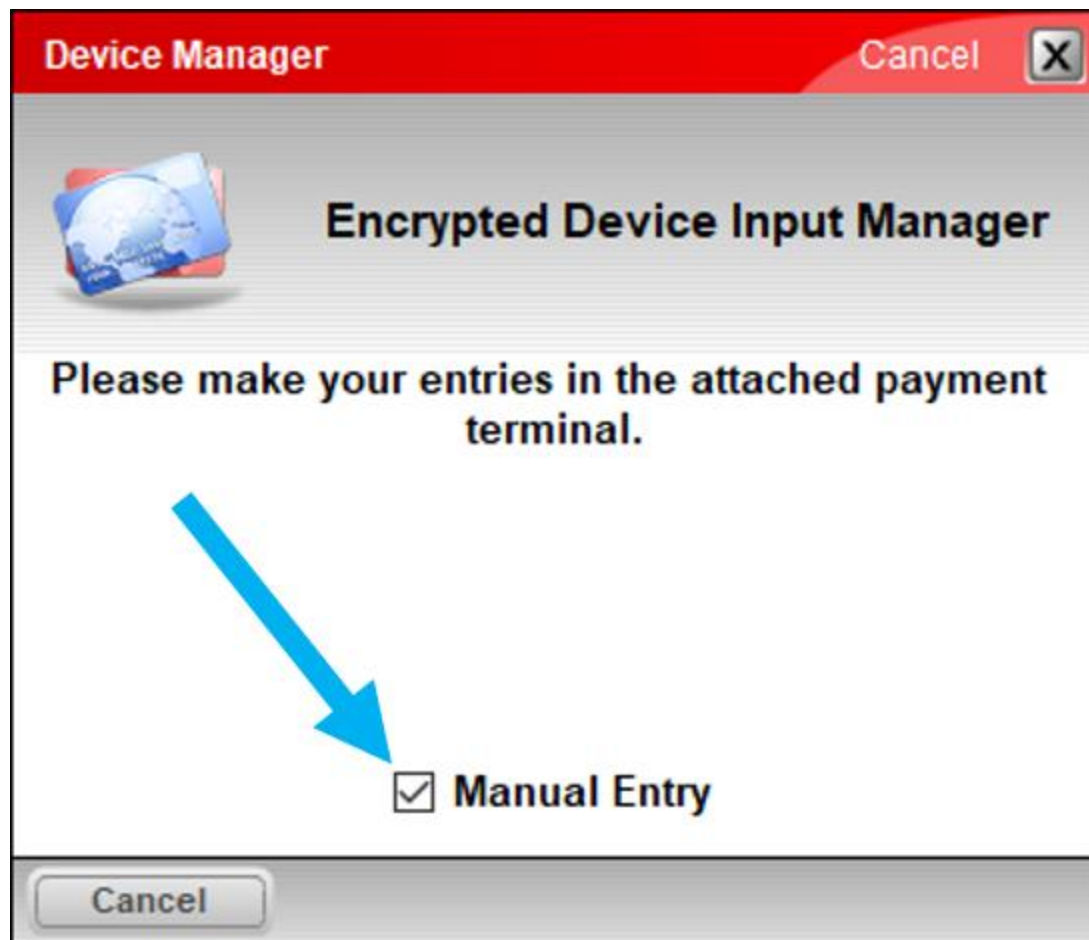 Device Manager Cancel X
Encrypted Device Input Manager
Please make your entries in the attached payment
terminal.
Manual Entry
Cancel